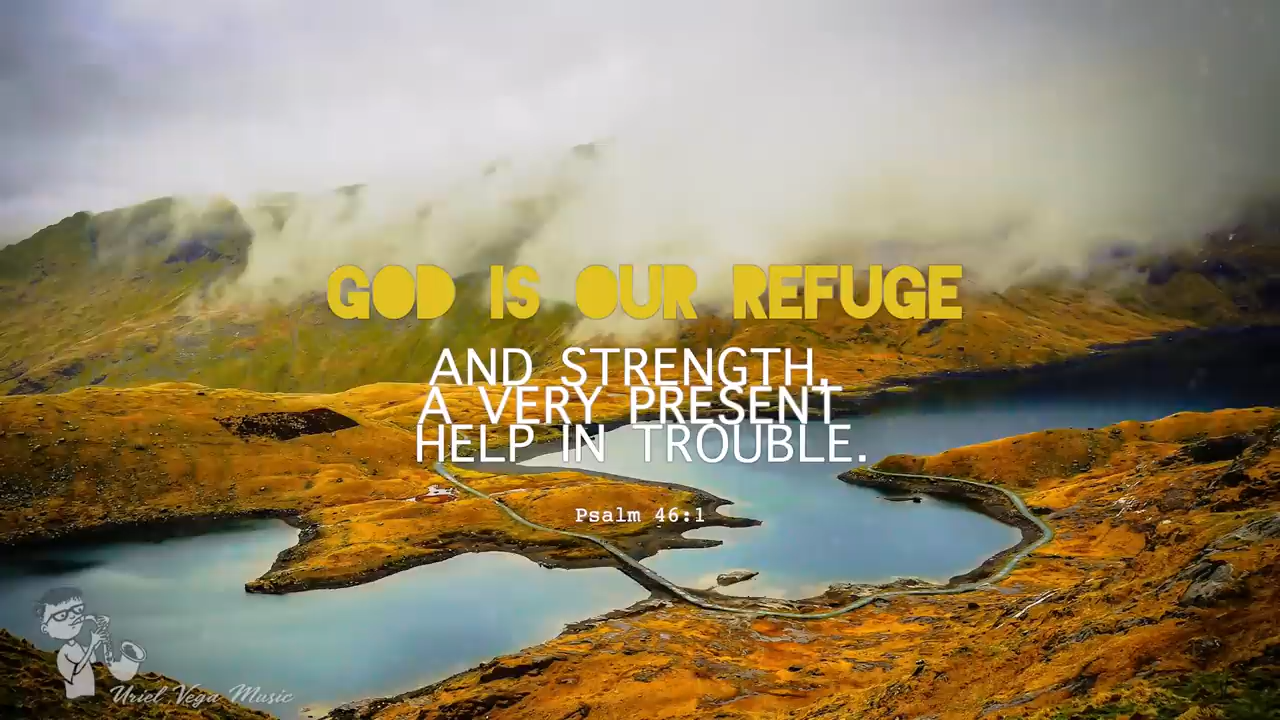 GOD IS OUR REFUGE
AND STRENGTH,
A VERY PRESENT
HELP IN TROUBLE.
Psalm 46:1
Uriel Vega Music